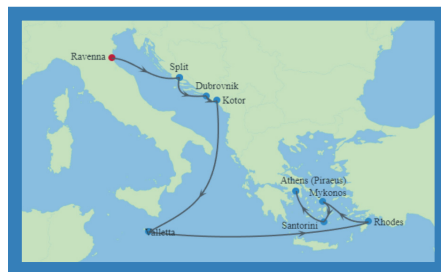 Ravenna
Split
Dubrovnik
Kotor
Athens (Piraeus)
Mykonos
Santorini
Rhodes
Valletta